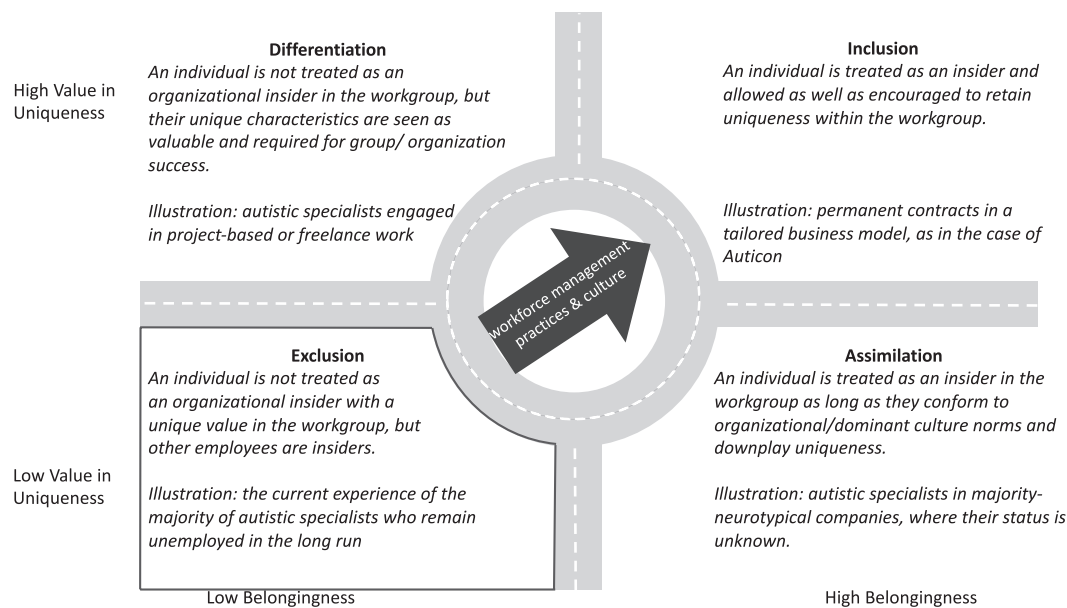 Differentiation
An individual is not treated as an
organizational insider in the workgroup, but
their unique characteristics are seen as
valuable and required for group/ organization
success.
Illustration: autistic specialists engaged
in project-based or freelance work
Inclusion
An individual is treated as an insider and
allowed as well as encouraged to retain
uniqueness within the workgroup.
Illustration: permanent contracts in a
tailored business model, as in the case of
Auticon
High Value in
Uniqueness
workforce management
practices & culture
Exclusion
An individual is not treated as
an organizational insider with a
unique value in the workgroup, but
other employees are insiders.
Illustration: the current experience of the
majority of autistic specialists who remain
unemployed in the long run
Assimilation
An individual is treated as an insider in the
workgroup as long as they conform to
organizational/dominant culture norms and
downplay uniqueness.
Illustration: autistic specialists in majority-
neurotypical companies, where their status is
unknown.
Low Value in
Uniqueness
Low Belongingness
High Belongingness